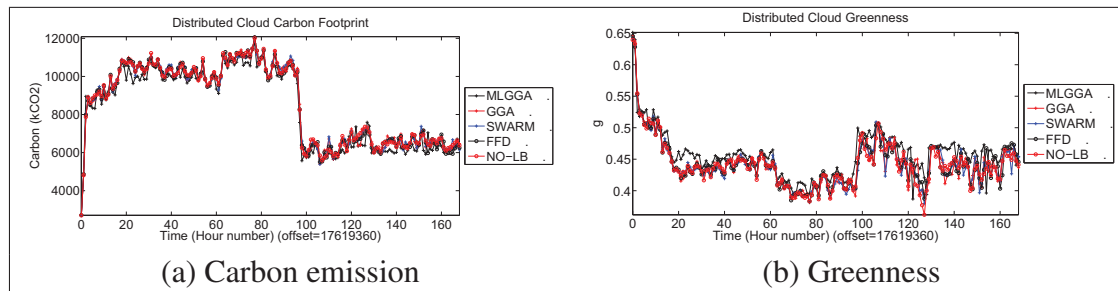 Distributed Cloud Carbon Footprint
12000
10000
8000
6000
4000
Carbon (kCO2)
0 20 40 60 80 100 120 140 160
Time (Hour number) (offset=17619360)
MLGGA .
GGA .
SWARM .
FFD .
NO-LB .
(a) Carbon emission
Distributed Cloud Greenness
0.65
0.6
0.55
0.5
0.45
0.4
g
0 20 40 60 80 100 120 140 160
Time (Hour number) (offset=17619360)
MLGGA .
GGA .
SWARM .
FFD .
NO-LB .
(b) Greenness